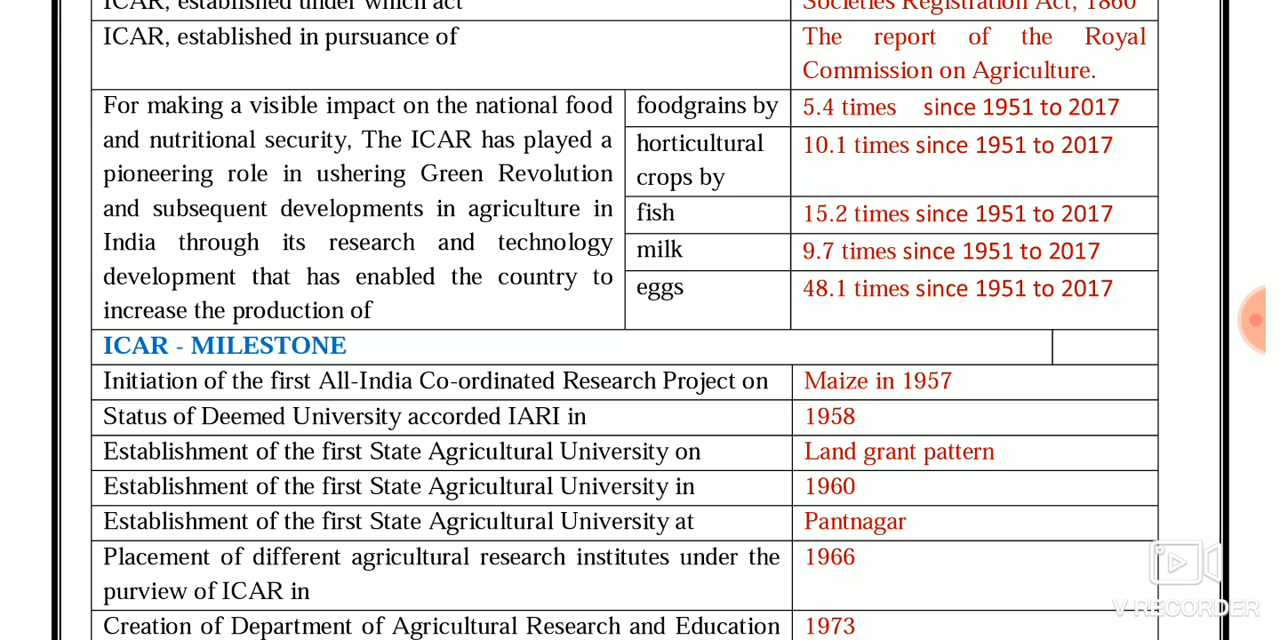 ICAR, established under which act Societies Registration Act, 1860
ICAR, established in pursuance of The report of the Royal
Commission on Agriculture.
For making a visible impact on the national food foodgrains by 5.4 times since 1951 to 2017
and nutritional security, The ICAR has played a horticultural 10.1 times since 1951 to 2017
pioneering role in ushering Green Revolution crops by
and subsequent developments in agriculture in fish 15.2 times since 1951 to 2017
India through its research and technology milk 9.7 times since 1951 to 2017
development that has enabled the country to eggs 48.1 times since 1951 to 2017
increase the production of
ICAR - MILESTONE
Initiation of the first All-India Co-ordinated Research Project on Maize in 1957
Status of Deemed University accorded IARI in 1958
Establishment of the first State Agricultural University on Land grant pattern
Establishment of the first State Agricultural University in 1960
Establishment of the first State Agricultural University at Pantnagar
Placement of different agricultural research institutes under the 1966
purview of ICAR in
Creation of Department of Agricultural Research and Education 1973
V RECORDER